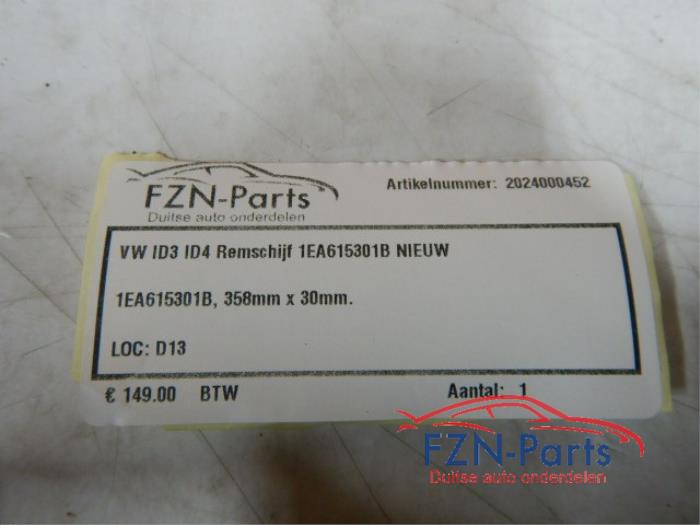 FZN-Parts
Duitse auto onderdelen
Artikelnummer: 2024000452
VW ID3 ID4 Remschijf 1EA615301B NIEUW
1EA615301B, 358mm x 30mm.
LOC: D13
€ 149.00 BTW
Aantal: 1
FZN-Parts
Duitse auto onderdelen